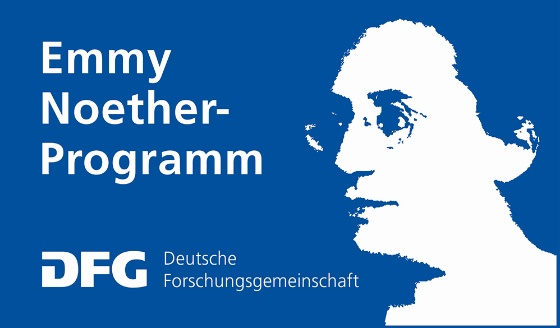 Emmy
Noether-
Programm
DFG
Deutsche
Forschungsgemeinschaft